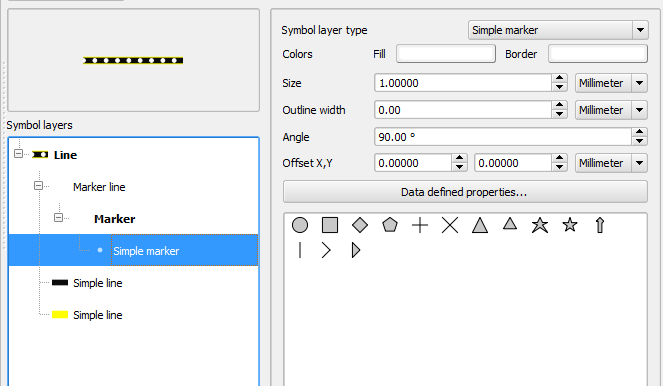 Symbol layer type Simple marker
Colors Fill Border
Size 1.00000 Millimeter
Outline width 0.00 Millimeter
Angle 90.00 °
Offset X,Y 0.00000 0.00000 Millimeter
Data defined properties...
Symbol layers
Line
Marker line
Marker
Simple marker
Simple line
Simple line